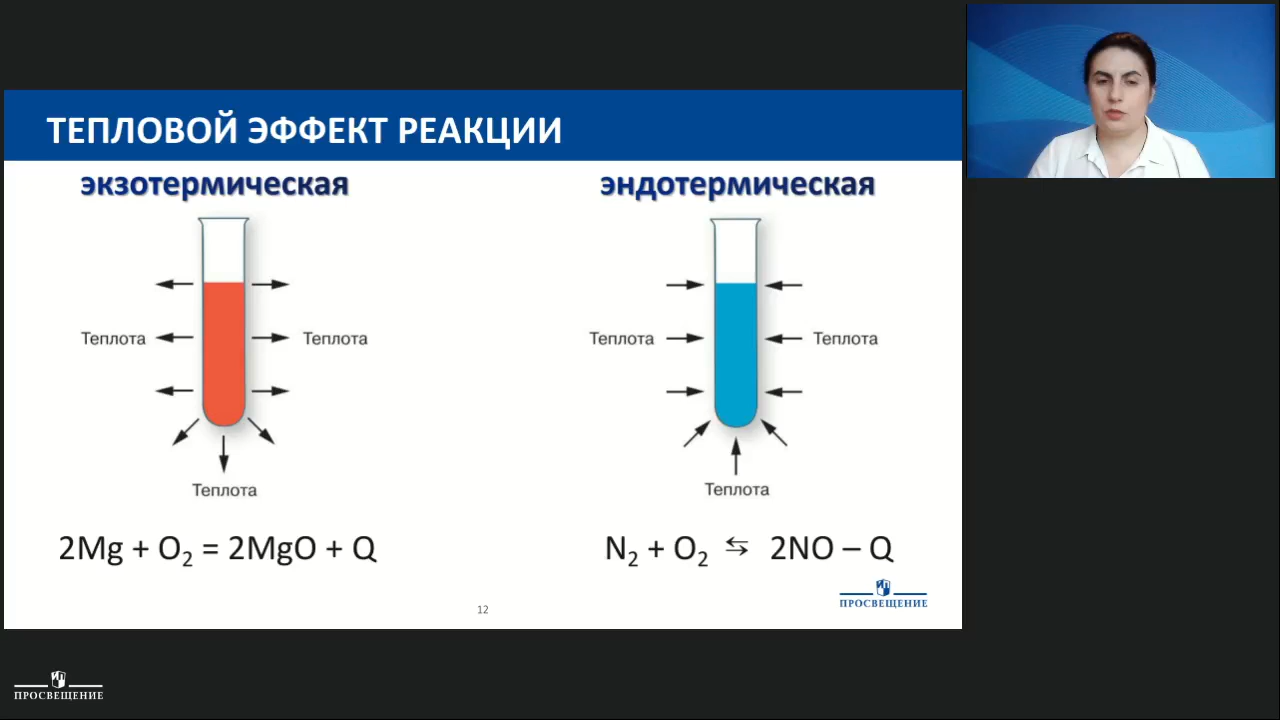 ТЕПЛОВОЙ ЭФФЕКТ РЕАКЦИИ
экзотермическая
эндотермическая
Теплота
Теплота
Теплота
Теплота
Теплота
Теплота
2Mg + O₂ = 2MgO + Q
N₂ + O₂ ⇆ 2NO – Q
ПРОСВЕЩЕНИЕ
12
ПРОСВЕЩЕНИЕ